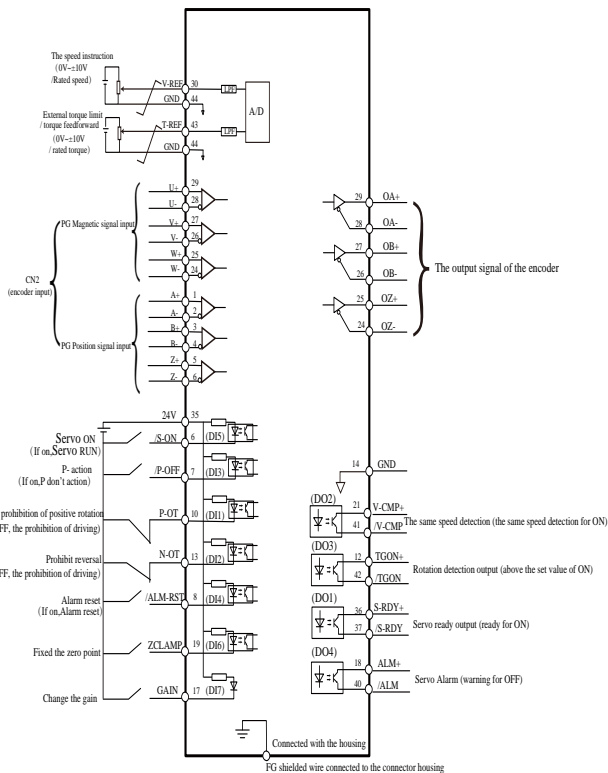 The speed instruction
(0V~±10V
/Rated speed)
V-REF 30
GND 44
LPF
A/D
External torque limit
/ torque feedforward
(0V~±10V
/ rated torque)
T-REF 43
GND 44
LPF
CN2
(encoder input)
PG Magnetic signal input
U+ 29
U- 28
V+ 27
V- 26
W+ 25
W- 24
PG Position signal input
A+ 1
A- 2
B+ 3
B- 4
Z+ 5
Z- 6
29 OA+
28 OA-
27 OB+
26 OB-
25 OZ+
24 OZ-
The output signal of the encoder
24V 35
Servo ON
(If on,Servo RUN)
/S-ON 6 (DI5)
P- action
(If on,P don't action)
/P-OFF 7 (DI3)
prohibition of positive rotation
FF, the prohibition of driving)
P-OT 10 (DI1)
Prohibit reversal
FF, the prohibition of driving)
N-OT 13 (DI2)
Alarm reset
(If on,Alarm reset)
/ALM-RST 8 (DI4)
Fixed the zero point
ZCLAMP 19 (DI6)
Change the gain
GAIN 17 (DI7)
14 GND
(DO2)
21 V-CMP+
41 /V-CMP
The same speed detection (the same speed detection for ON)
(DO3)
12 TGON+
42 /TGON
Rotation detection output (above the set value of ON)
(DO1)
36 S-RDY+
37 /S-RDY
Servo ready output (ready for ON)
(DO4)
18 ALM+
40 /ALM
Servo Alarm (warning for OFF)
Connected with the housing
FG shielded wire connected to the connector housing